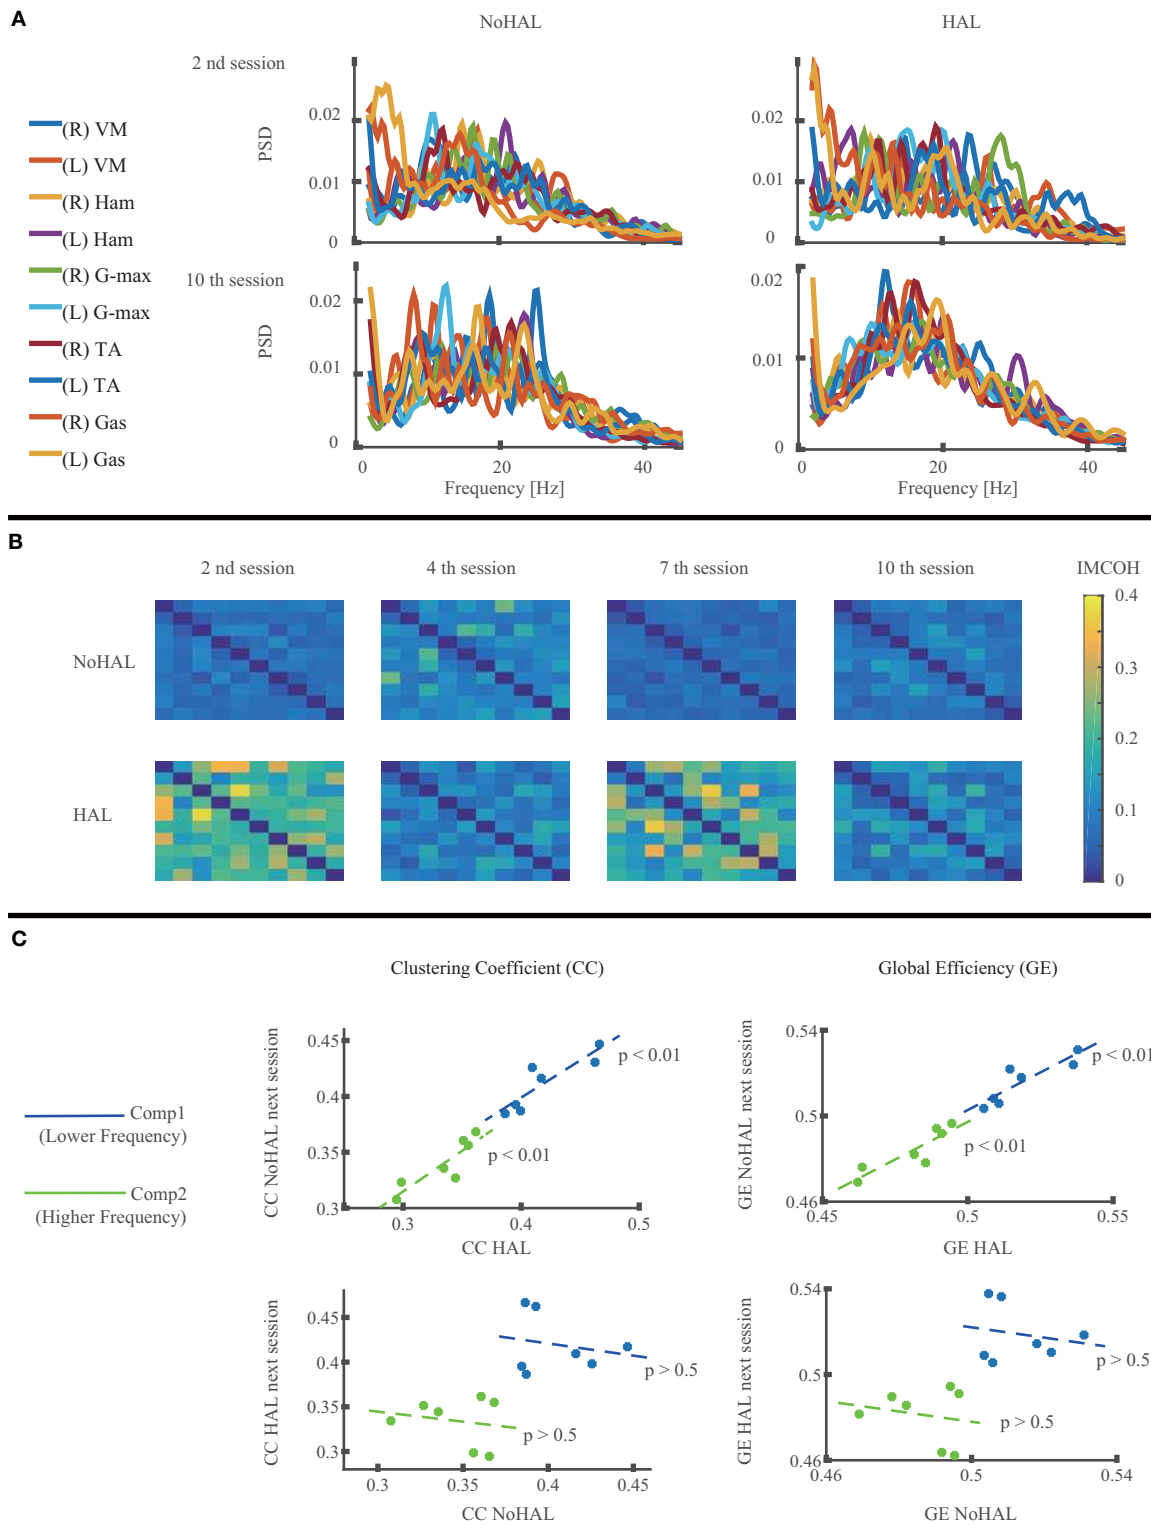 A
NoHAL
HAL
2 nd session
PSD
0.02
0.01
0
0.02
0.01
0
(R) VM
(L) VM
(R) Ham
(L) Ham
(R) G-max
(L) G-max
(R) TA
(L) TA
(R) Gas
(L) Gas
10 th session
PSD
0.02
0.01
0
0 20 40
Frequency [Hz]
0.02
0.01
0
0 20 40
Frequency [Hz]
B
2 nd session
4 th session
7 th session
10 th session
IMCOH
NoHAL
HAL
0.4
0.3
0.2
0.1
0
C
Clustering Coefficient (CC)
Global Efficiency (GE)
Comp1
(Lower Frequency)
Comp2
(Higher Frequency)
CC NoHAL next session
0.45
0.4
0.35
0.3
p < 0.01
p < 0.01
0.3 0.4 0.5
CC HAL
GE NoHAL next session
0.54
0.5
0.46
p < 0.01
p < 0.01
0.45 0.5 0.55
GE HAL
CC HAL next session
0.45
0.4
0.35
0.3
p > 0.5
p > 0.5
0.3 0.35 0.4 0.45
CC NoHAL
GE HAL next session
0.54
0.5
0.46
p > 0.5
p > 0.5
0.46 0.5 0.54
GE NoHAL